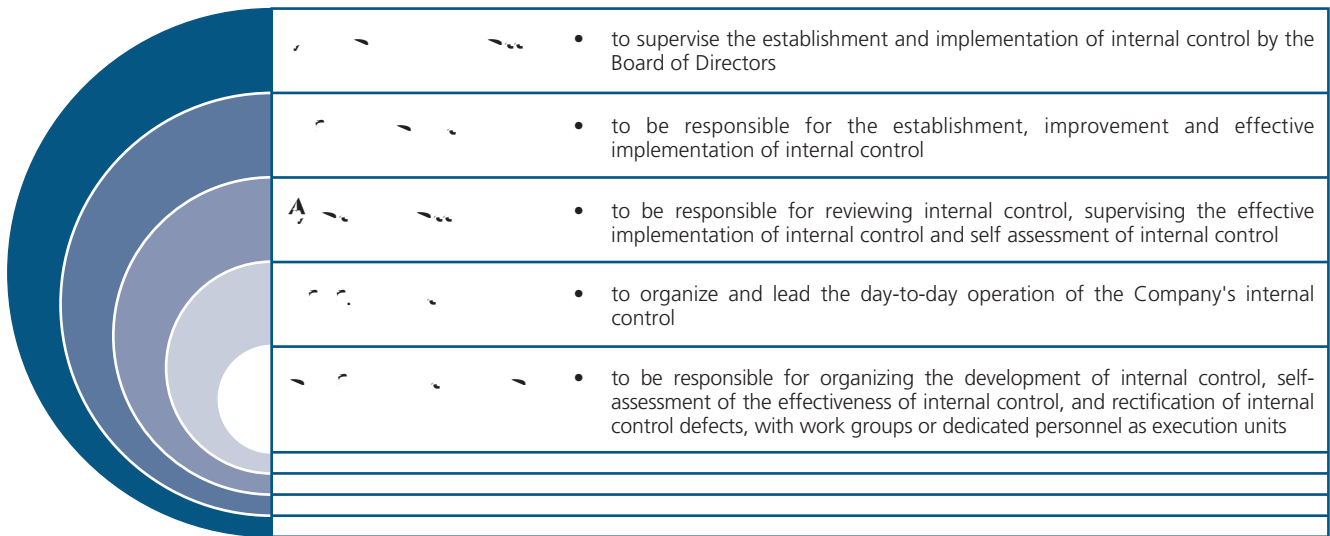 • to supervise the establishment and implementation of internal control by the
Board of Directors
• to be responsible for the establishment, improvement and effective
implementation of internal control
• to be responsible for reviewing internal control, supervising the effective
implementation of internal control and self assessment of internal control
• to organize and lead the day-to-day operation of the Company's internal
control
• to be responsible for organizing the development of internal control, self-
assessment of the effectiveness of internal control, and rectification of internal
control defects, with work groups or dedicated personnel as execution units